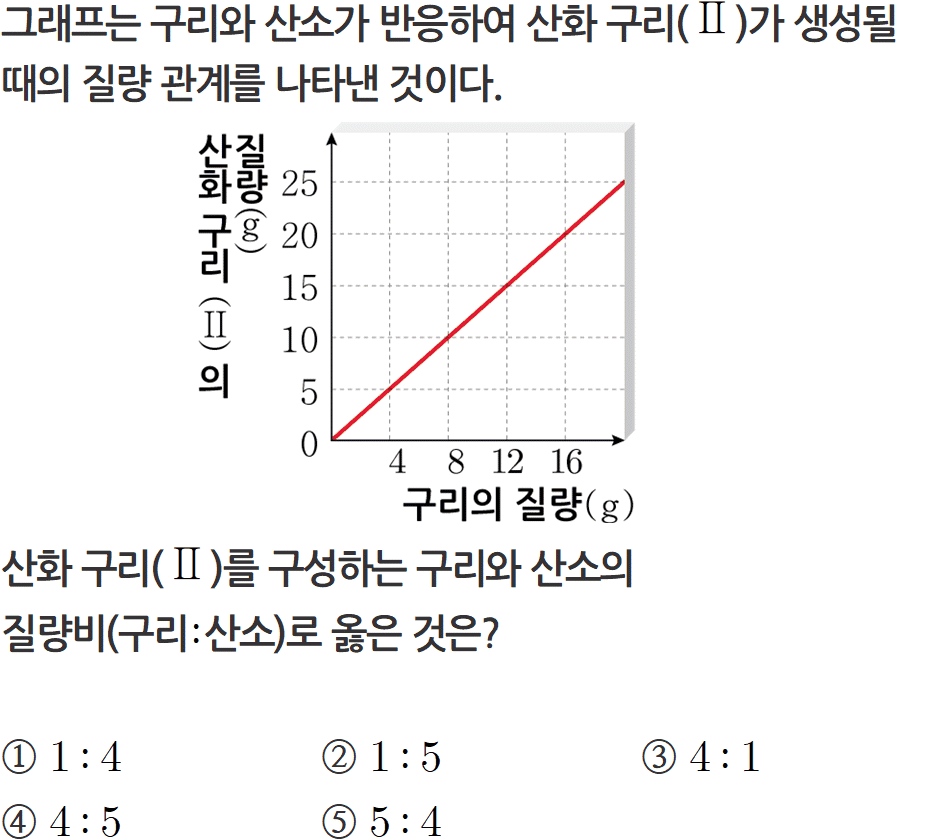 그래프는 구리와 산소가 반응하여 산화 구리(Ⅱ)가 생성될
때의 질량 관계를 나타낸 것이다.
산화 구리(Ⅱ)의
질량(g)
25
20
15
10
5
0
4 8 12 16
구리의 질량(g)
산화 구리(Ⅱ)를 구성하는 구리와 산소의
질량비(구리:산소)로 옳은 것은?
① 1 : 4 ② 1 : 5 ③ 4 : 1
④ 4 : 5 ⑤ 5 : 4